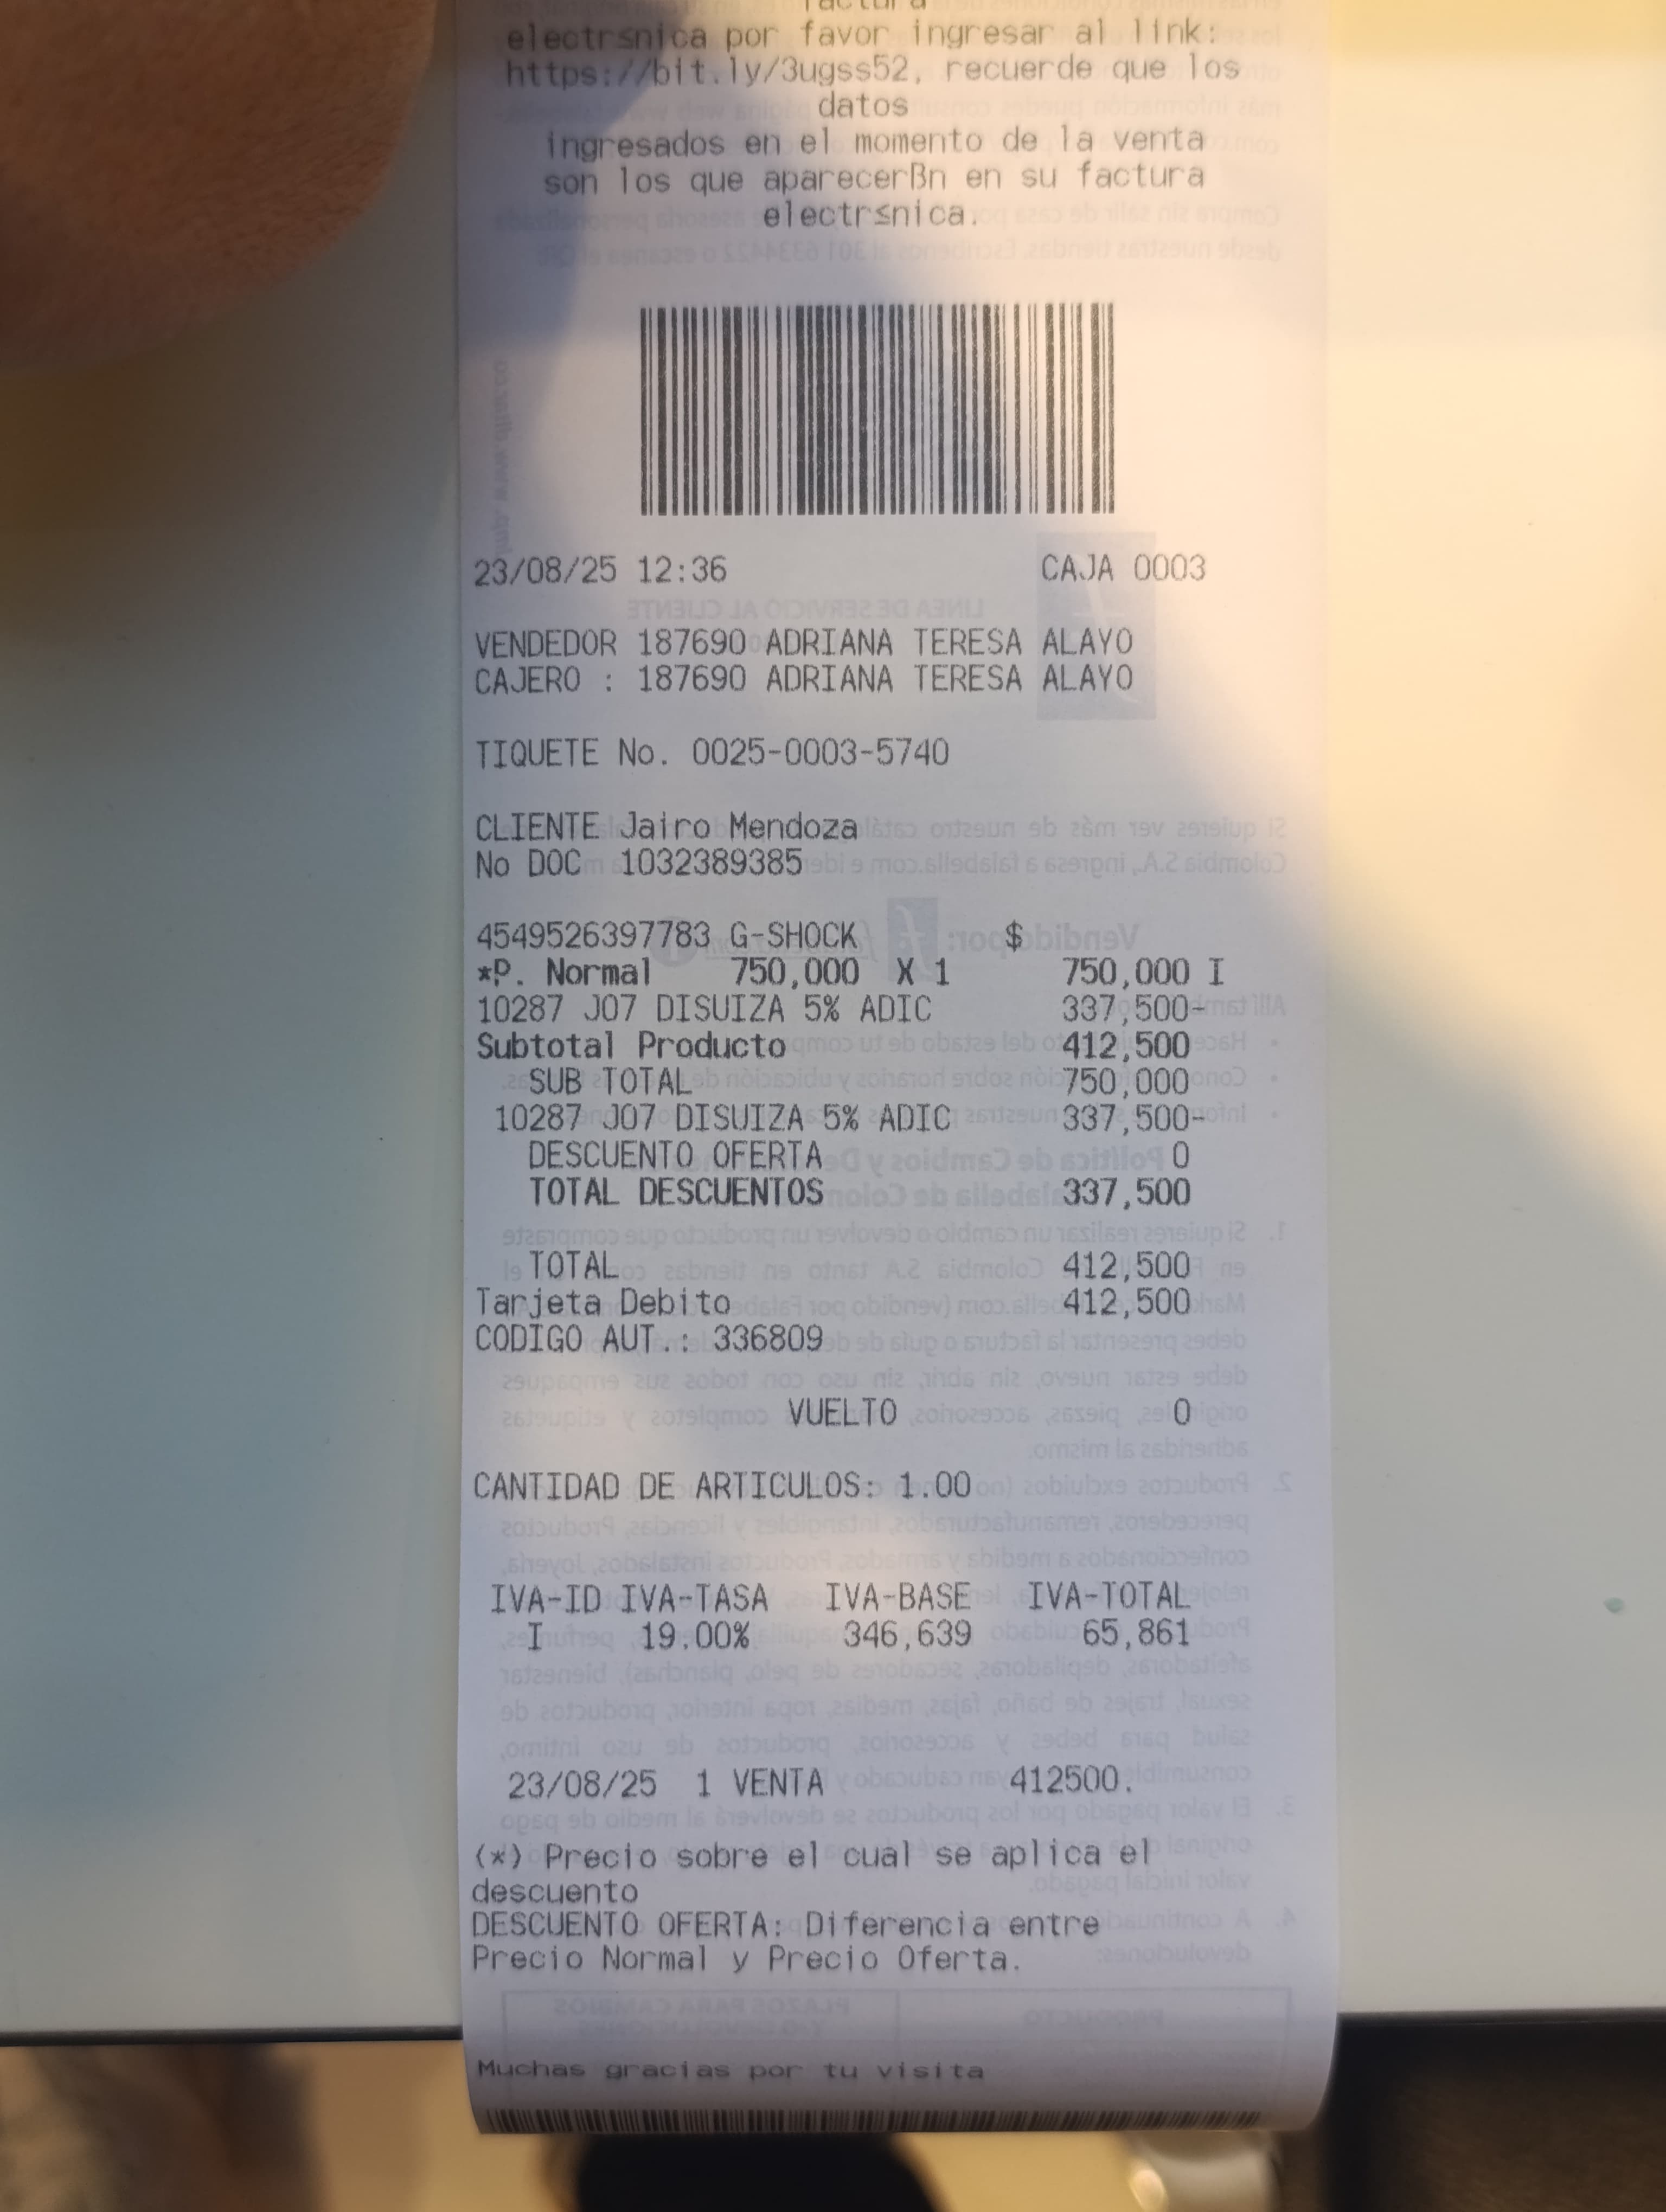 electrsnica por favor ingresar al link:
https://bit.ly/3ugss52, recuerde que los
datos
ingresados en el momento de la venta
son los que aparecerßn en su factura
electrsnica.
23/08/25 12:36 CAJA 0003
VENDEDOR 187690 ADRIANA TERESA ALAYO
CAJERO : 187690 ADRIANA TERESA ALAYO
TIQUETE No. 0025-0003-5740
CLIENTE Jairo Mendoza
No DOC 1032389385
4549526397783 G-SHOCK $
*P. Normal 750,000 X 1 750,000 I
10287 J07 DISUIZA 5% ADIC 337,500-
Subtotal Producto 412,500
SUB TOTAL 750,000
10287 J07 DISUIZA 5% ADIC 337,500-
DESCUENTO OFERTA 0
TOTAL DESCUENTOS 337,500
TOTAL 412,500
Tarjeta Debito 412,500
CODIGO AUT.: 336809
VUELTO 0
CANTIDAD DE ARTICULOS: 1.00
IVA-ID IVA-TASA IVA-BASE IVA-TOTAL
I 19.00% 346,639 65,861
23/08/25 1 VENTA 412500.
(*) Precio sobre el cual se aplica el
descuento
DESCUENTO OFERTA: Diferencia entre
Precio Normal y Precio Oferta.
Muchas gracias por tu visita